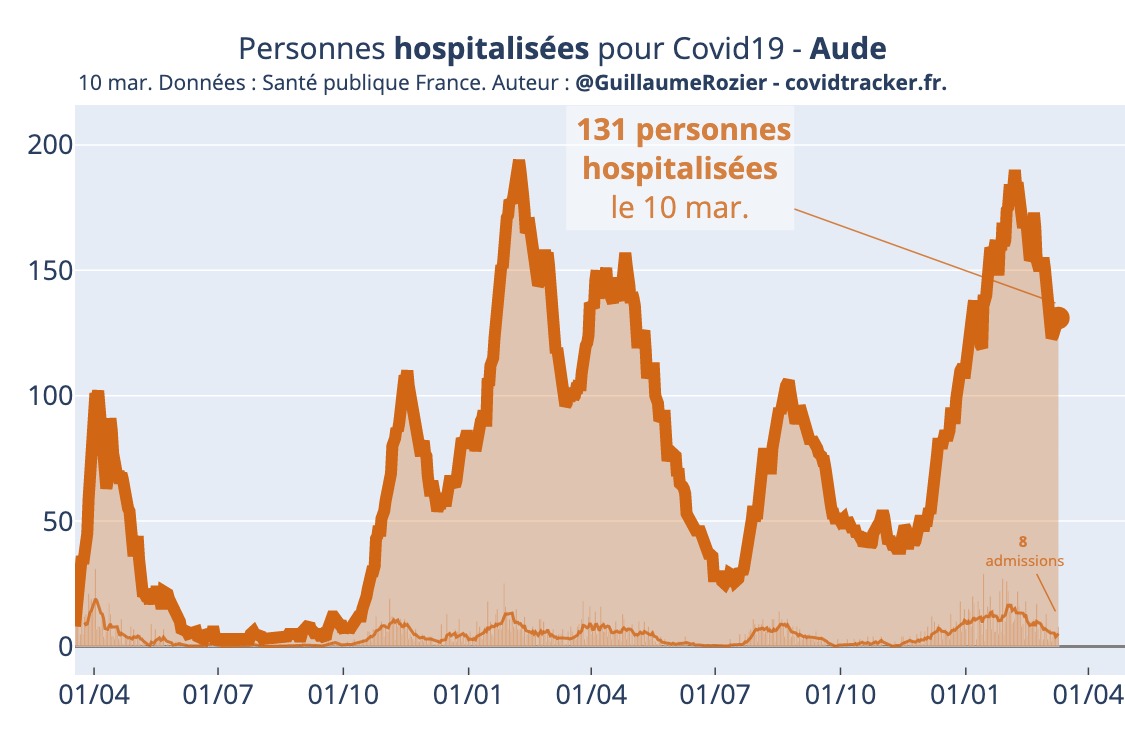 Personnes hospitalisées pour Covid19 - Aude
10 mar. Données : Santé publique France. Auteur : @GuillaumeRozier - covidtracker.fr.
131 personnes
hospitalisées
le 10 mar.
200
150
100
50
0
8
admissions
01/04
01/07
01/10
01/01
01/04
01/07
01/10
01/01
01/04